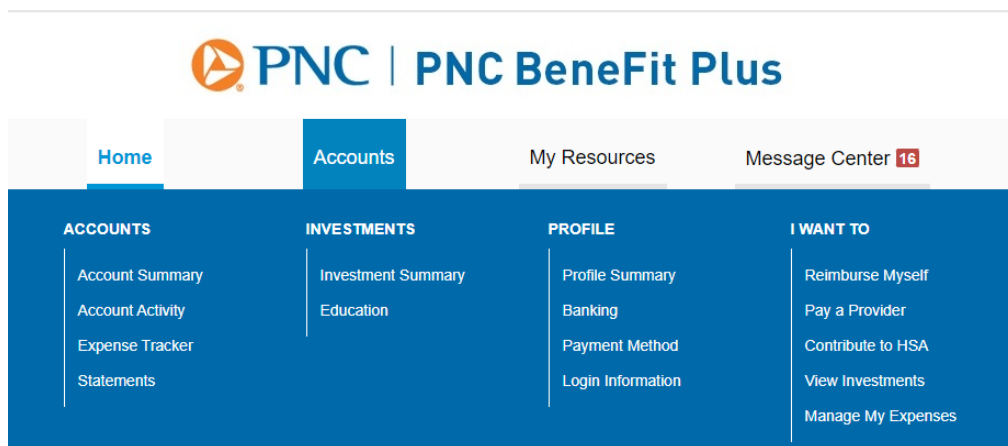 PNC | PNC BeneFit Plus
Home
Accounts
My Resources
Message Center 16
ACCOUNTS
Account Summary
Account Activity
Expense Tracker
Statements
INVESTMENTS
Investment Summary
Education
PROFILE
Profile Summary
Banking
Payment Method
Login Information
I WANT TO
Reimburse Myself
Pay a Provider
Contribute to HSA
View Investments
Manage My Expenses